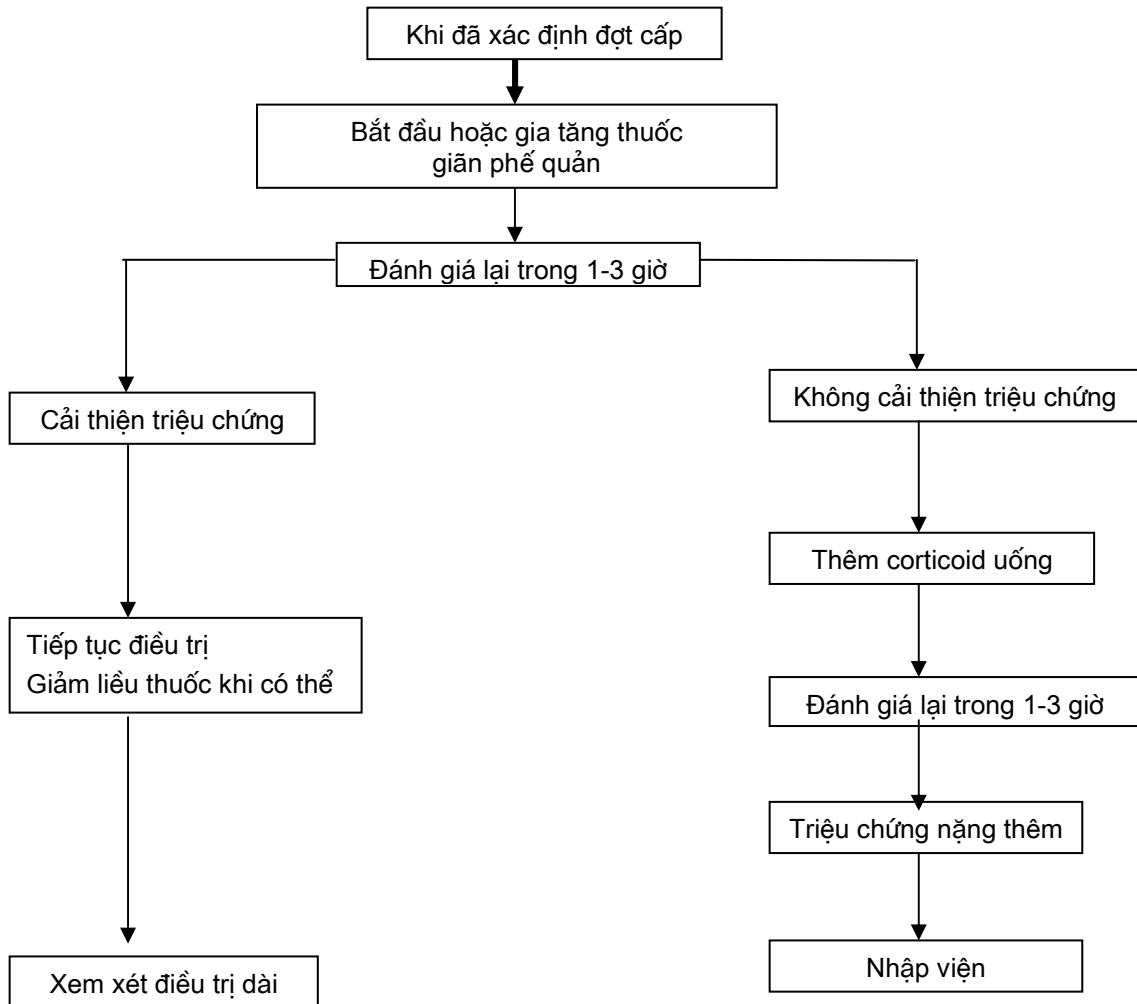 Khi đã xác định đợt cấp
Bắt đầu hoặc gia tăng thuốc
giãn phế quản
Đánh giá lại trong 1-3 giờ
Cải thiện triệu chứng
Không cải thiện triệu chứng
Thêm corticoid uống
Tiếp tục điều trị
Giảm liều thuốc khi có thể
Đánh giá lại trong 1-3 giờ
Triệu chứng nặng thêm
Nhập viện
Xem xét điều trị dài